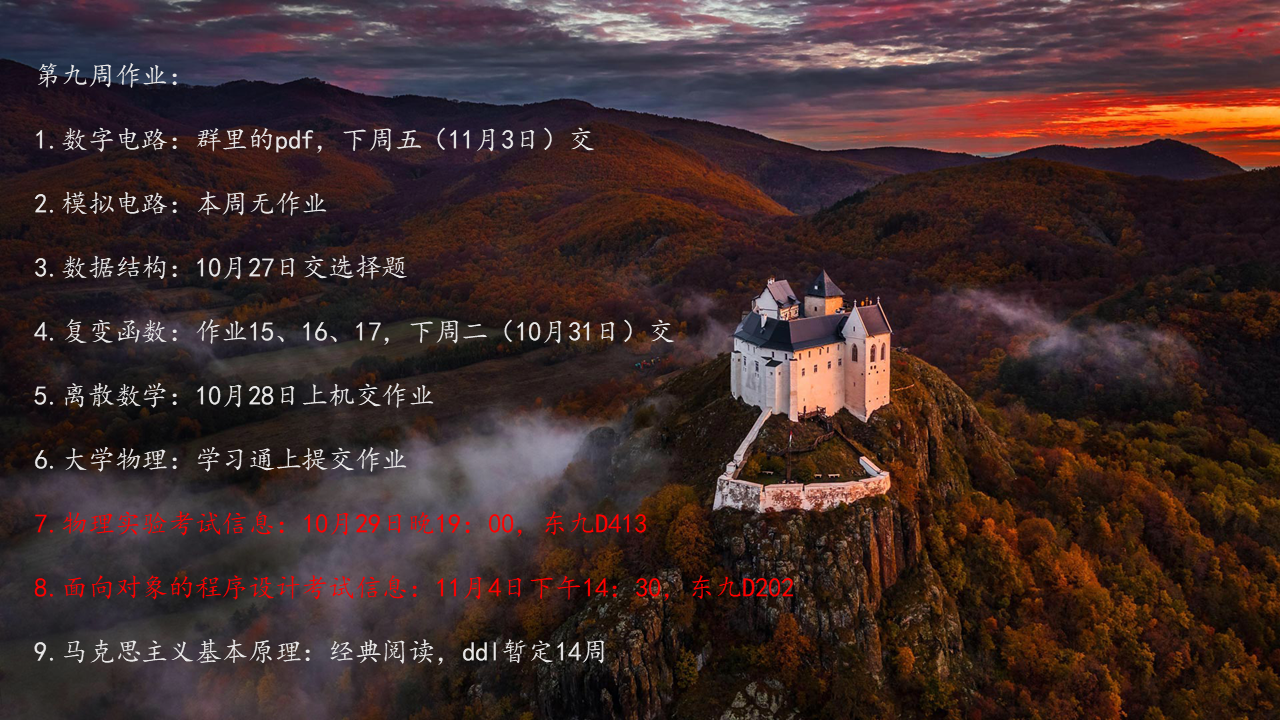 第九周作业:
1.数字电路：群里的pdf，下周五（11月3日）交
2.模拟电路：本周无作业
3.数据结构：10月27日交选择题
4.复变函数：作业15、16、17，下周二（10月31日）交
5.离散数学：10月28日上机交作业
6.大学物理：学习通上提交作业
7.物理实验考试信息：10月29日晚19：00，东九D413
8.面向对象的程序设计考试信息：11月4日下午14：30，东九D202
9.马克思主义基本原理：经典阅读，ddl暂定14周